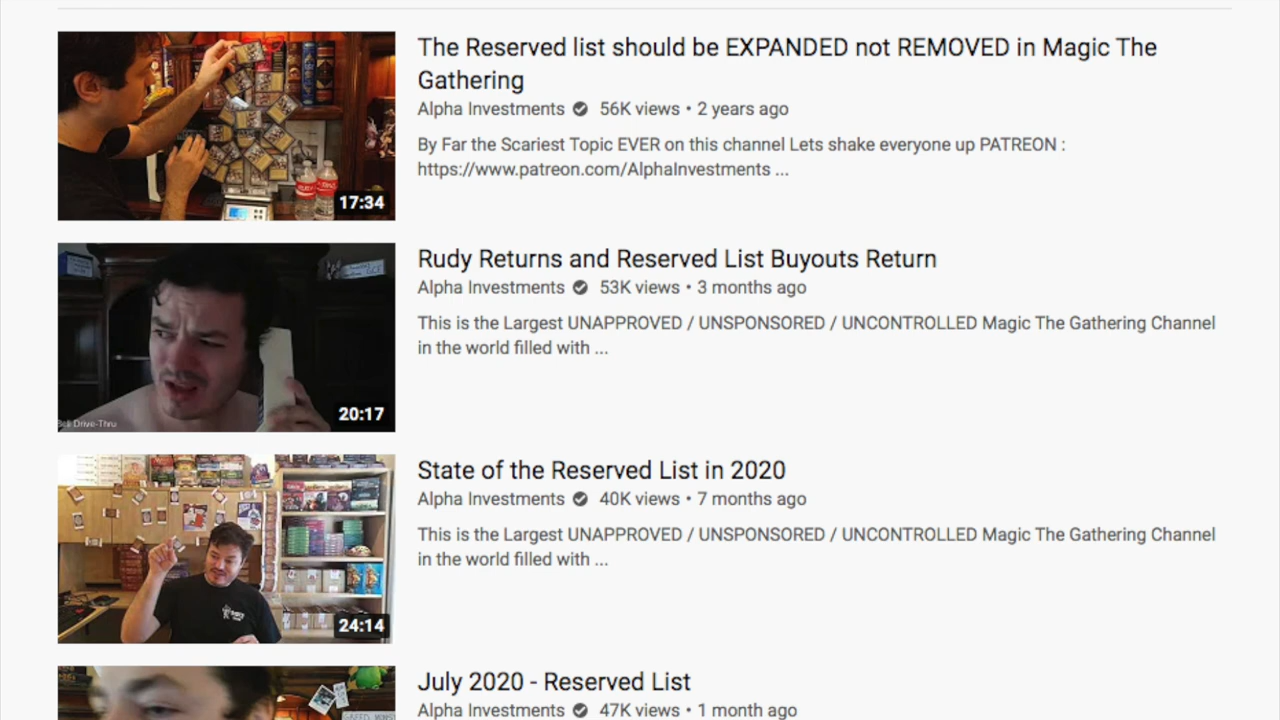 The Reserved list should be EXPANDED not REMOVED in Magic The
Gathering
Alpha Investments 56K views • 2 years ago
By Far the Scariest Topic EVER on this channel Lets shake everyone up PATREON :
https://www.patreon.com/AlphaInvestments ...
17:34
Rudy Returns and Reserved List Buyouts Return
Alpha Investments 53K views • 3 months ago
This is the Largest UNAPPROVED / UNSPONSORED / UNCONTROLLED Magic The Gathering Channel
in the world filled with ...
Bell Drive-Thru
20:17
State of the Reserved List in 2020
Alpha Investments 40K views • 7 months ago
This is the Largest UNAPPROVED / UNSPONSORED / UNCONTROLLED Magic The Gathering Channel
in the world filled with ...
24:14
July 2020 - Reserved List
Alpha Investments 47K views • 1 month ago